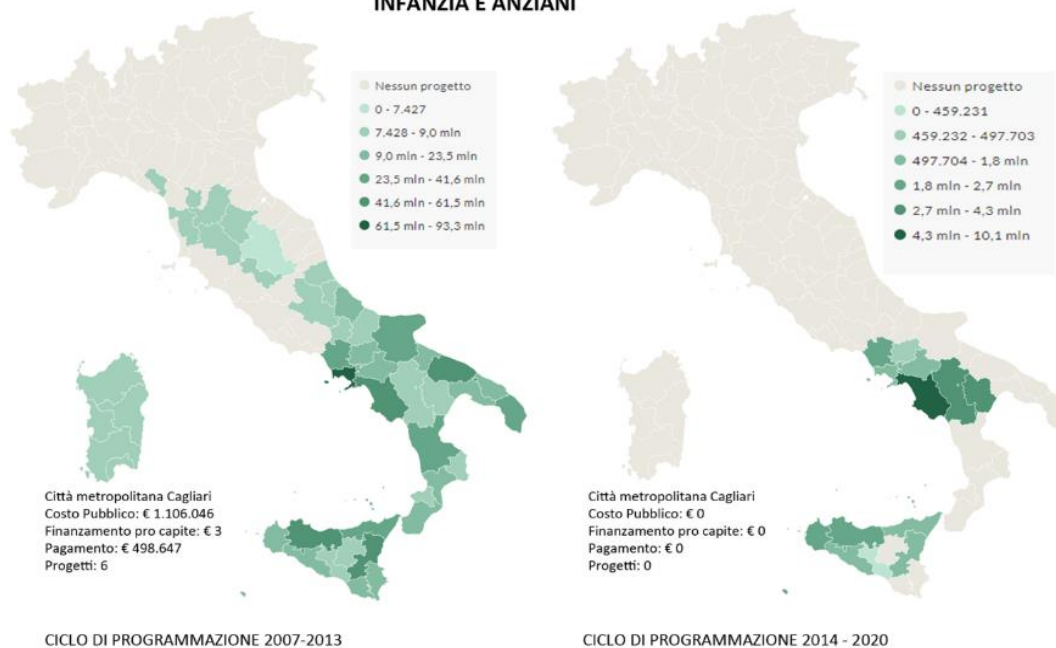 INFANZIA E ANZIANI
Nessun progetto
0 - 7.427
7.428 - 9,0 mln
9,0 mln - 23,5 mln
23,5 mln - 41,6 mln
41,6 mln - 61,5 mln
61,5 mln - 93,3 mln
Nessun progetto
0 - 459.231
459.232 - 497.703
497.704 - 1,8 mln
1,8 mln - 2,7 mln
2,7 mln - 4,3 mln
4,3 mln - 10,1 mln
Città metropolitana Cagliari
Costo Pubblico: € 1.106.046
Finanzamento pro capite: € 3
Pagamento: € 498.647
Progetti: 6
Città metropolitana Cagliari
Costo Pubblico: € 0
Finanzamento pro capite: € 0
Pagamento: € 0
Progetti: 0
CICLO DI PROGRAMMAZIONE 2007-2013
CICLO DI PROGRAMMAZIONE 2014 - 2020